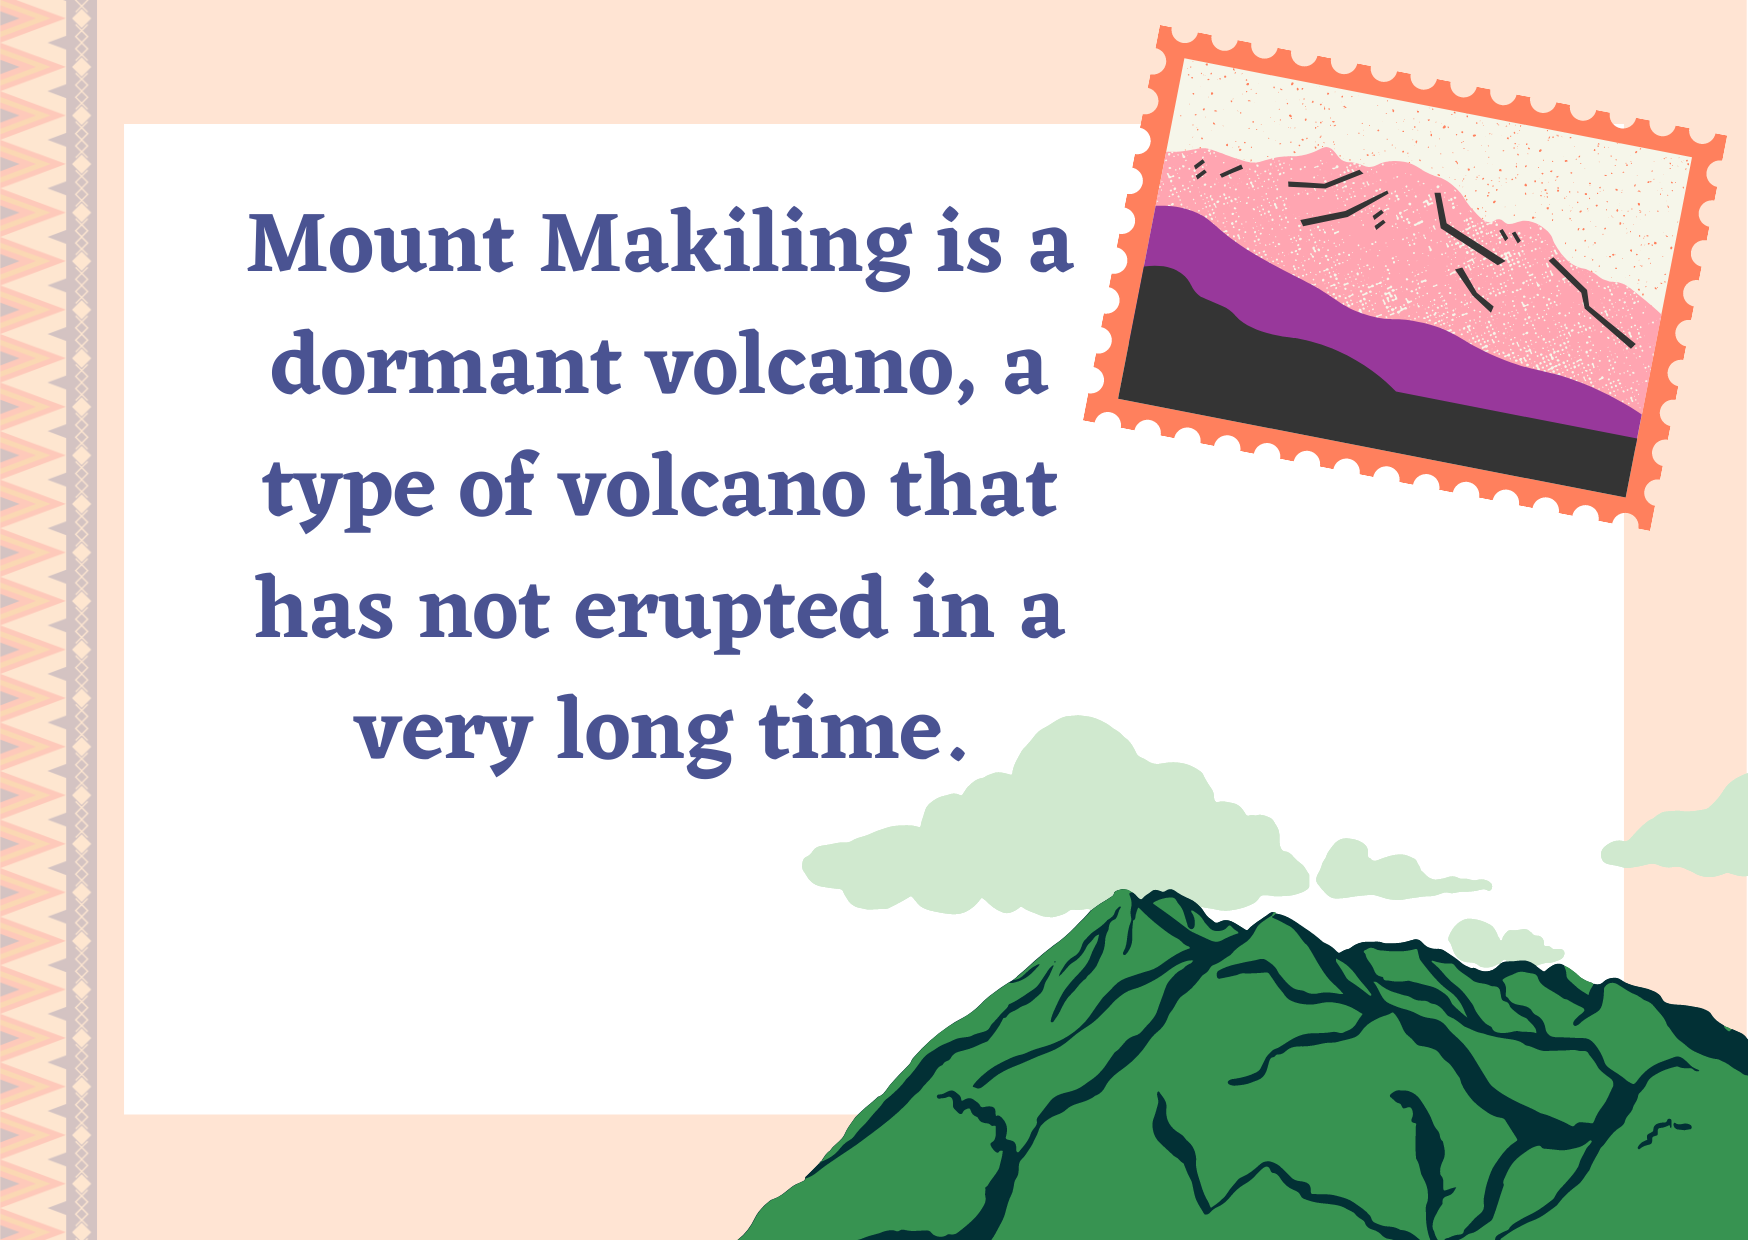 Mount Makiling is a
dormant volcano, a
type of volcano that
has not erupted in a
very long time.